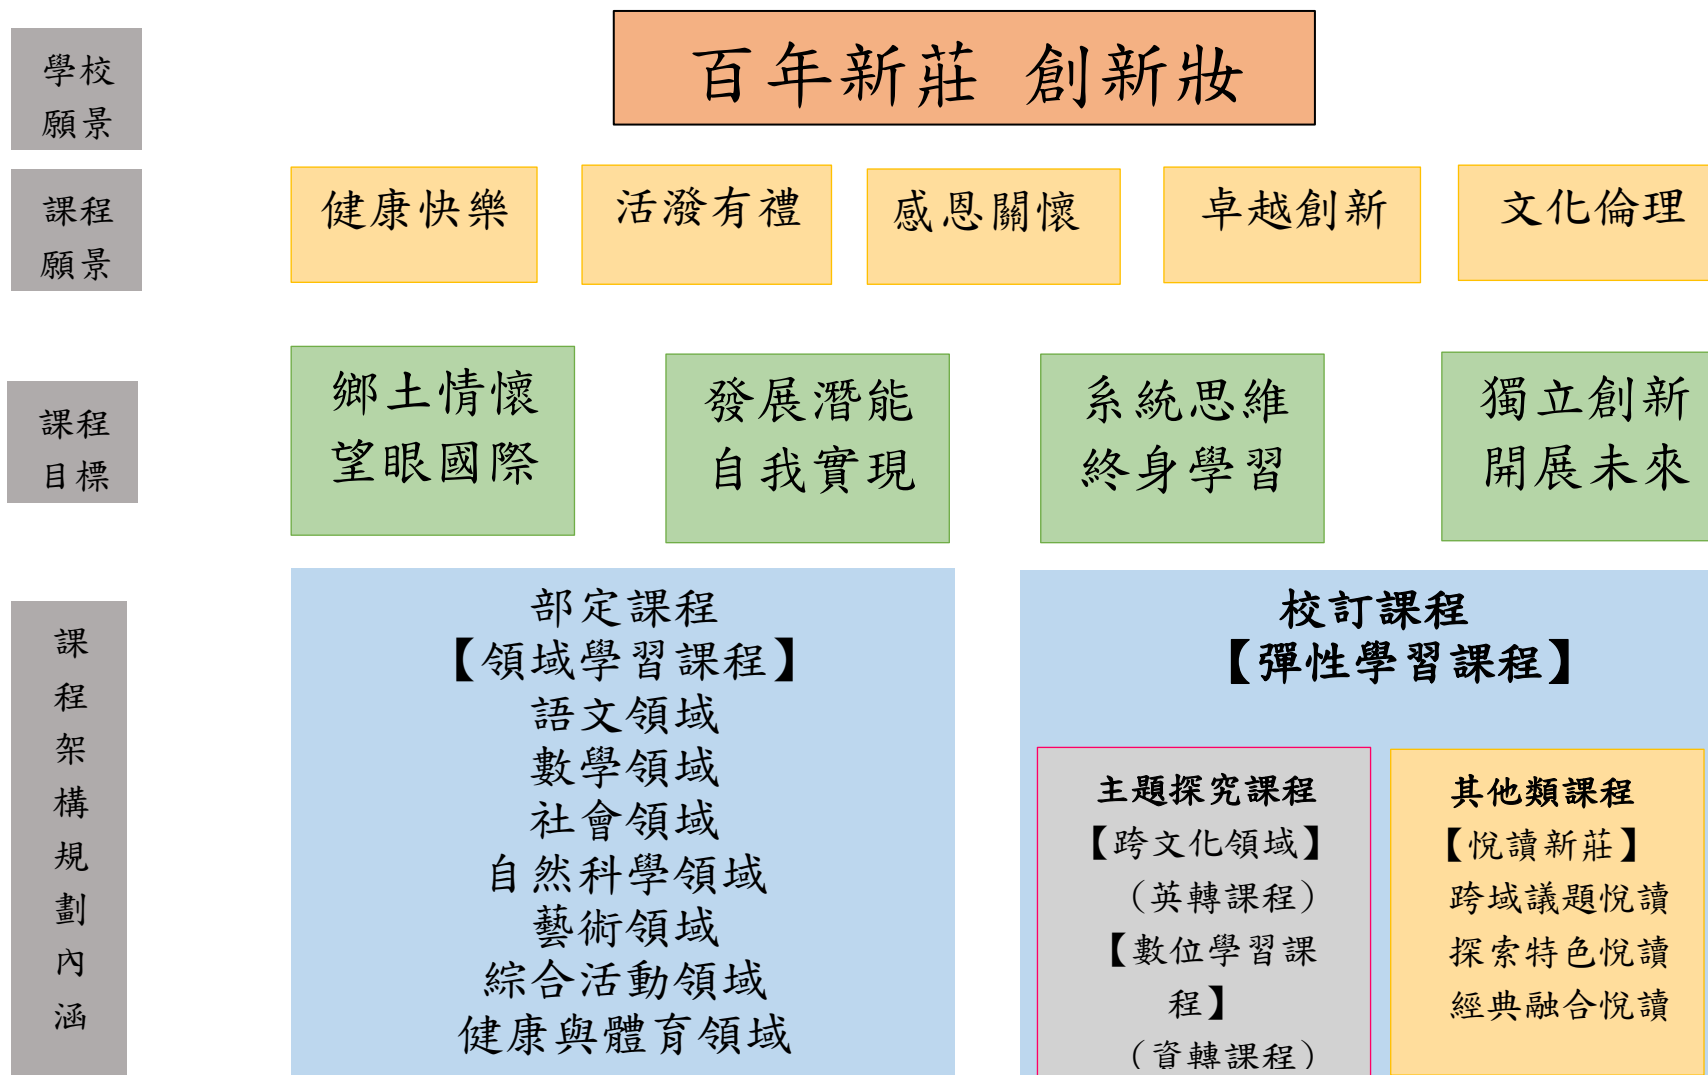 學校
願景
百年新莊 創新妝
課程
願景
健康快樂
活潑有禮
感恩關懷
卓越創新
文化倫理
課程
目標
鄉土情懷
望眼國際
發展潛能
自我實現
系統思維
終身學習
獨立創新
開展未來
課
程
架
構
規
劃
內
涵
部定課程
【領域學習課程】
語文領域
數學領域
社會領域
自然科學領域
藝術領域
綜合活動領域
健康與體育領域
校訂課程
【彈性學習課程】
主題探究課程
【跨文化領域】
（英轉課程）
【數位學習課
程】
（資轉課程）
其他類課程
【悅讀新莊】
跨域議題悅讀
探索特色悅讀
經典融合悅讀